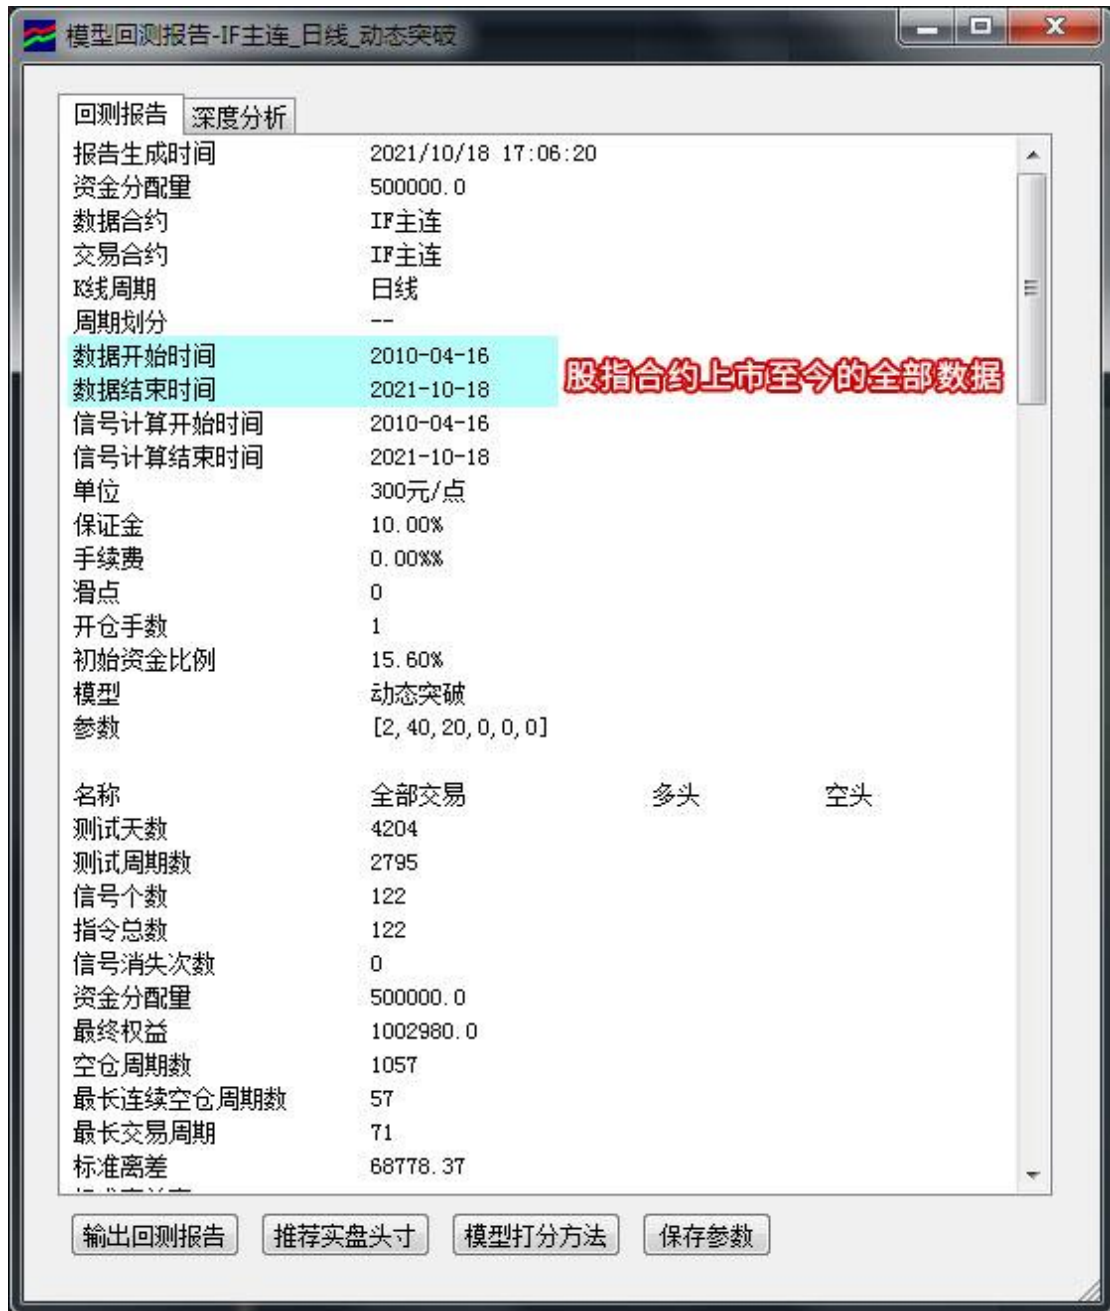 模型回测报告-IF主连_日线_动态突破
回测报告 深度分析
报告生成时间 2021/10/18 17:06:20
资金分配量 500000.0
数据合约 IF主连
交易合约 IF主连
K线周期 日线
周期划分 --
数据开始时间 2010-04-16
股指合约上市至今的全部数据
数据结束时间 2021-10-18
信号计算开始时间 2010-04-16
信号计算结束时间 2021-10-18
单位 300元/点
保证金 10.00%
手续费 0.00%%
滑点 0
开仓手数 1
初始资金比例 15.60%
模型 动态突破
参数 [2,40,20,0,0,0]
名称 全部交易 多头 空头
测试天数 4204
测试周期数 2795
信号个数 122
指令总数 122
信号消失次数 0
资金分配量 500000.0
最终权益 1002980.0
空仓周期数 1057
最长连续空仓周期数 57
最长交易周期 71
标准离差 68778.37
输出回测报告 推荐实盘头寸 模型打分方法 保存参数